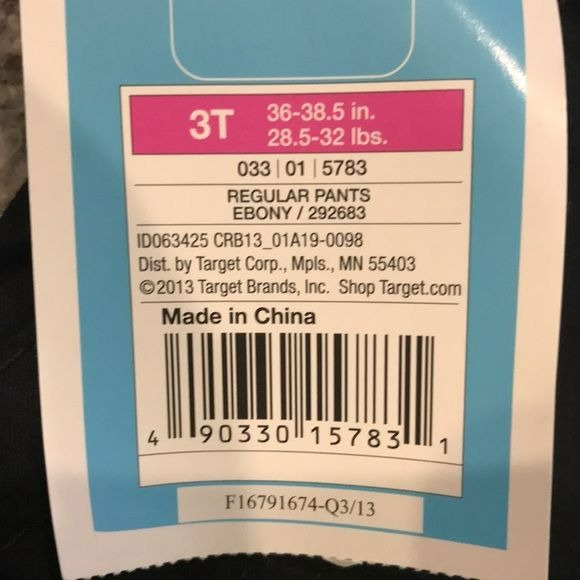 3T 36-38.5 in.
28.5-32 lbs.
033 | 01 | 5783
REGULAR PANTS
EBONY / 292683
ID063425 CRB13_01A19-0098
Dist. by Target Corp., Mpls., MN 55403
©2013 Target Brands, Inc. Shop Target.com
Made in China
4 90330 15783 1
F16791674-Q3/13